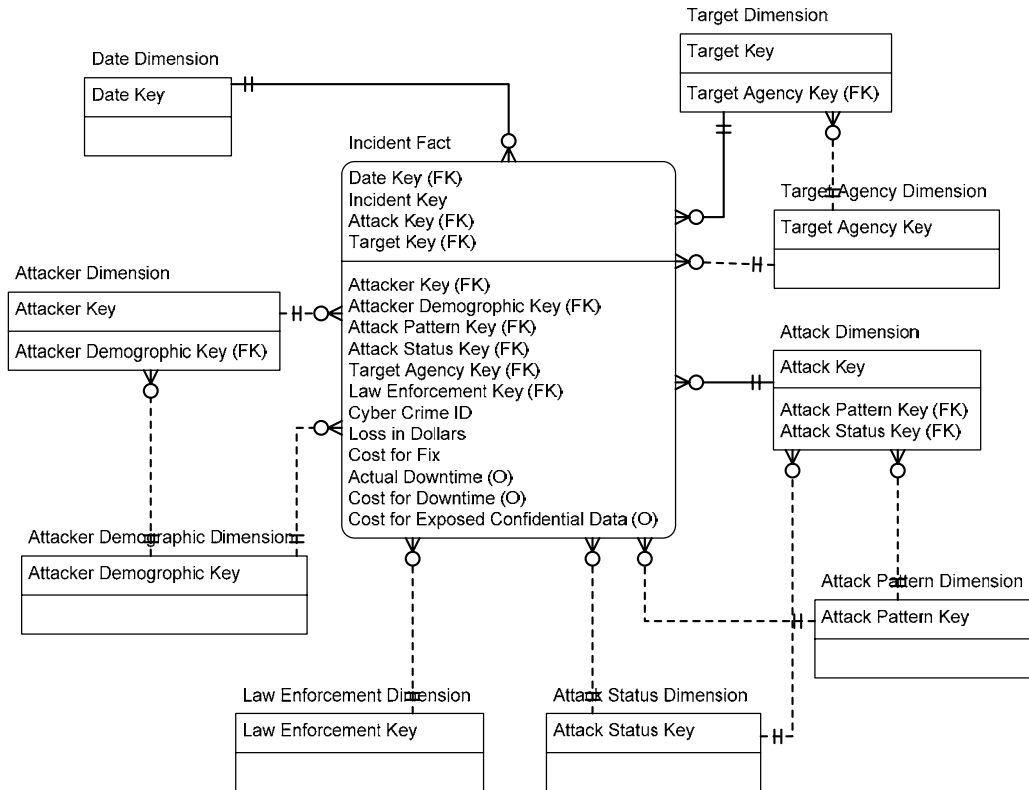 Target Dimension
Target Key
Target Agency Key (FK)
Date Dimension
Date Key
Incident Fact
Date Key (FK)
Incident Key
Attack Key (FK)
Target Key (FK)
Attacker Key (FK)
Attacker Demographic Key (FK)
Attack Pattern Key (FK)
Attack Status Key (FK)
Target Agency Key (FK)
Law Enforcement Key (FK)
Cyber Crime ID
Loss in Dollars
Cost for Fix
Actual Downtime (O)
Cost for Downtime (O)
Cost for Exposed Confidential Data (O)
Target Agency Dimension
Target Agency Key
Attacker Dimension
Attacker Key
Attacker Demographic Key (FK)
Attack Dimension
Attack Key
Attack Pattern Key (FK)
Attack Status Key (FK)
Attacker Demographic Dimension
Attacker Demographic Key
Attack Pattern Dimension
Attack Pattern Key
Law Enforcement Dimension
Law Enforcement Key
Attack Status Dimension
Attack Status Key